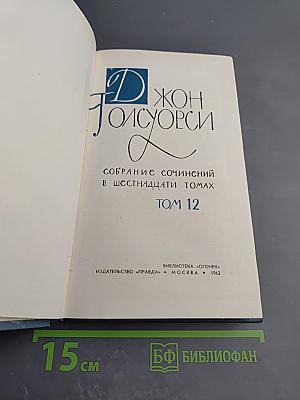 ДЖОН
ГОЛСУОРСИ
СОБРАНИЕ СОЧИНЕНИЙ
В ШЕСТНАДЦАТИ ТОМАХ
ТОМ 12
БИБЛИОТЕКА «ОГОНЕК»
ИЗДАТЕЛЬСТВО «ПРАВДА» • МОСКВА • 1962
15 см
БФ БИБЛИОФАН